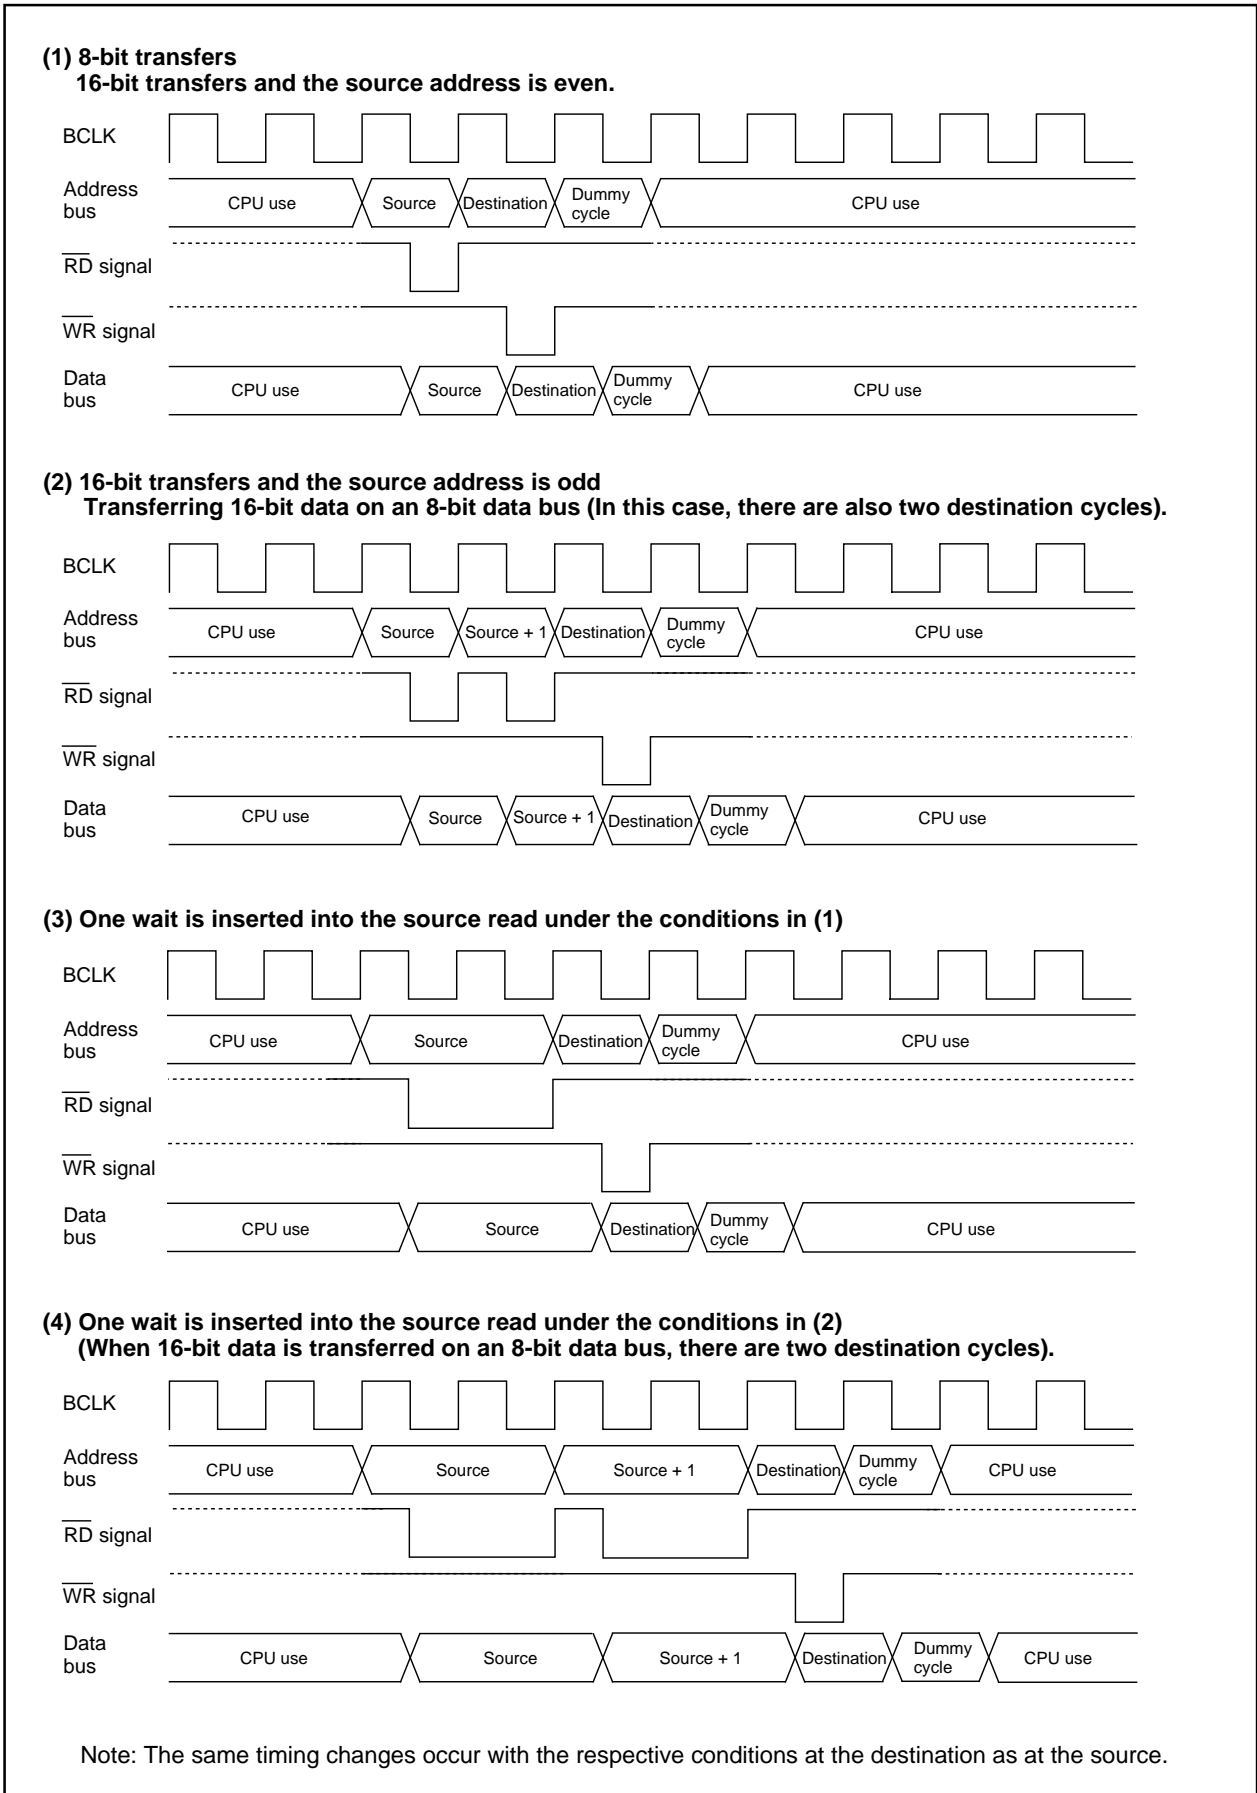 (1) 8-bit transfers
16-bit transfers and the source address is even.
BCLK
Address
bus
CPU use
Source
Destination
Dummy
cycle
CPU use
RD signal
WR signal
Data
bus
CPU use
Source
Destination
Dummy
cycle
CPU use
(2) 16-bit transfers and the source address is odd
Transferring 16-bit data on an 8-bit data bus (In this case, there are also two destination cycles).
BCLK
Address
bus
CPU use
Source
Source + 1
Destination
Dummy
cycle
CPU use
RD signal
WR signal
Data
bus
CPU use
Source
Source + 1
Destination
Dummy
cycle
CPU use
(3) One wait is inserted into the source read under the conditions in (1)
BCLK
Address
bus
CPU use
Source
Destination
Dummy
cycle
CPU use
RD signal
WR signal
Data
bus
CPU use
Source
Destination
Dummy
cycle
CPU use
(4) One wait is inserted into the source read under the conditions in (2)
(When 16-bit data is transferred on an 8-bit data bus, there are two destination cycles).
BCLK
Address
bus
CPU use
Source
Source + 1
Destination
Dummy
cycle
CPU use
RD signal
WR signal
Data
bus
CPU use
Source
Source + 1
Destination
Dummy
cycle
CPU use
Note: The same timing changes occur with the respective conditions at the destination as at the source.